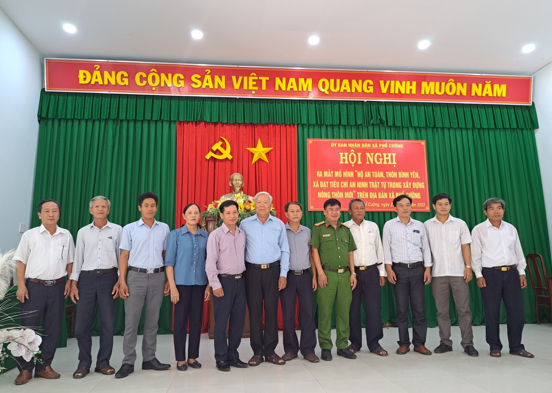 ĐẢNG CỘNG SẢN VIỆT NAM QUANG VINH MUÔN NĂM
ỦY BAN NHÂN DÂN XÃ PHỔ CƯỜNG
HỘI NGHỊ
RA MẮT MÔ HÌNH "HỘ AN TOÀN, THÔN BÌNH YÊN,
XÃ ĐẠT TIÊU CHÍ AN NINH TRẬT TỰ TRONG XÂY DỰNG
NÔNG THÔN MỚI" TRÊN ĐỊA BÀN XÃ PHỔ CƯỜNG
Cường, ngày